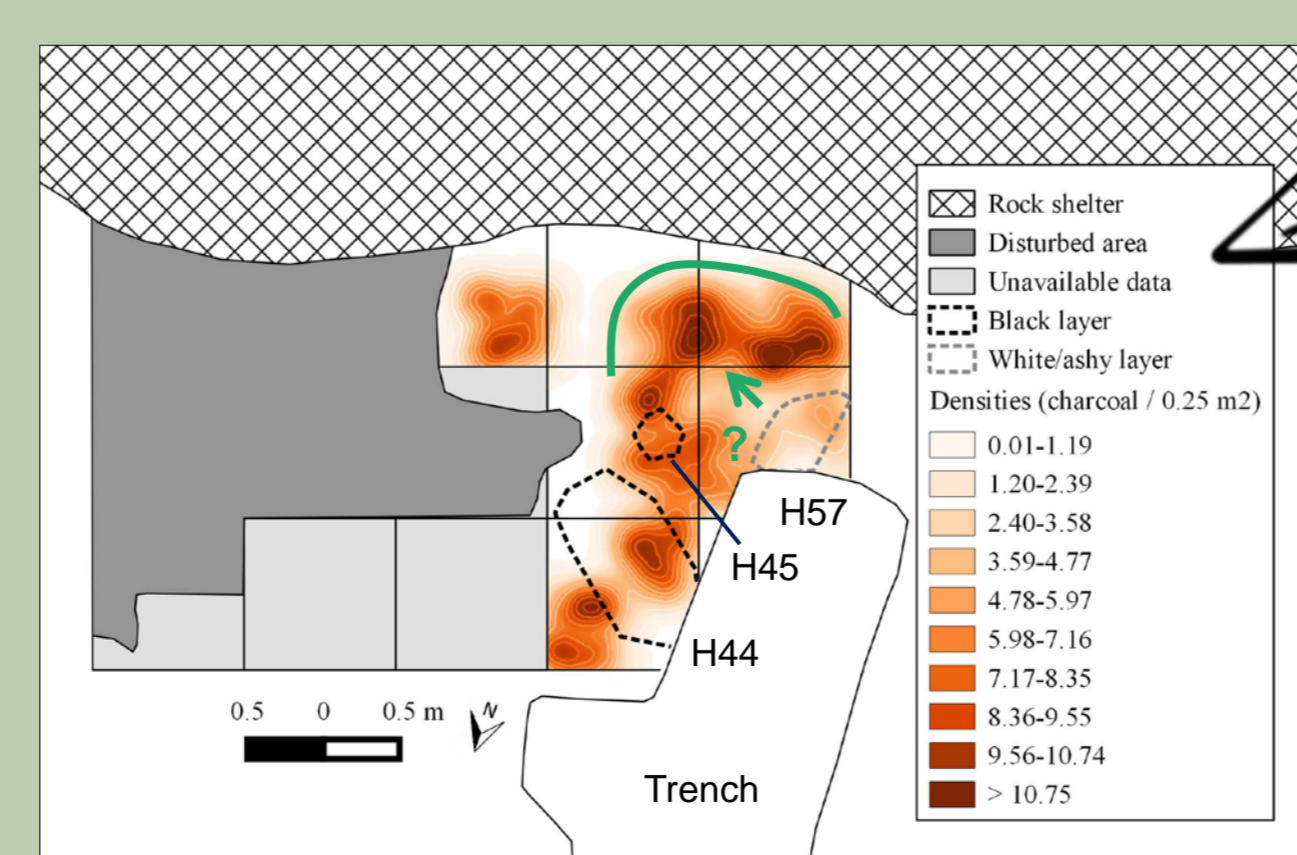 Rock shelter
Disturbed area
Unavailable data
Black layer
White/ashy layer
Densities (charcoal / 0.25 m2)
0.01-1.19
1.20-2.39
2.40-3.58
3.59-4.77
4.78-5.97
5.98-7.16
7.17-8.35
8.36-9.55
9.56-10.74
> 10.75
?
H57
H45
H44
0.5 0 0.5 m
N
Trench